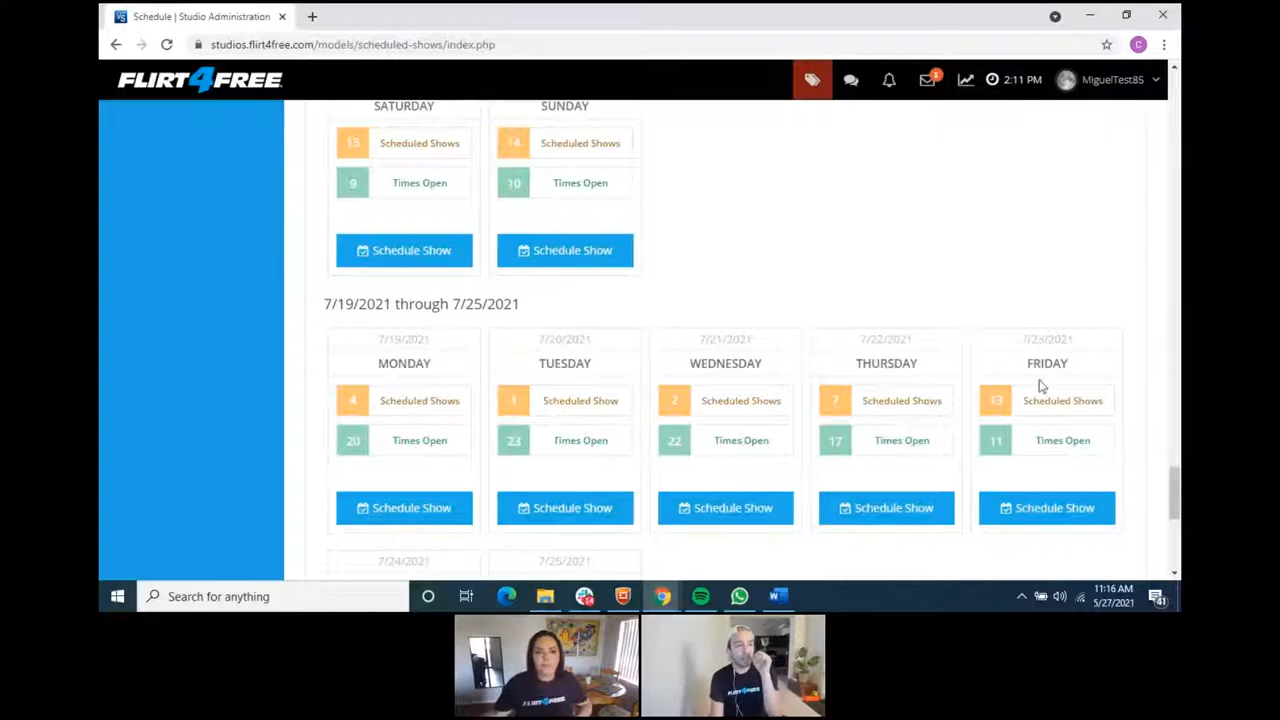 Schedule | Studio Administration
studios.flirt4free.com/models/scheduled-shows/index.php
C
FLIRT4FREE
2:11 PM
MiguelTest85
SATURDAY SUNDAY
15 Scheduled Shows 14 Scheduled Shows
9 Times Open 10 Times Open
Schedule Show Schedule Show
7/19/2021 through 7/25/2021
7/19/2021 7/20/2021 7/21/2021 7/22/2021 7/23/2021
MONDAY TUESDAY WEDNESDAY THURSDAY FRIDAY
4 Scheduled Shows 1 Scheduled Show 2 Scheduled Shows 7 Scheduled Shows 13 Scheduled Shows
20 Times Open 23 Times Open 22 Times Open 17 Times Open 11 Times Open
Schedule Show Schedule Show Schedule Show Schedule Show Schedule Show
7/24/2021 7/25/2021
Search for anything
11:16 AM
5/27/2021
41
FLIRT4FREE
FLIRT4FREE